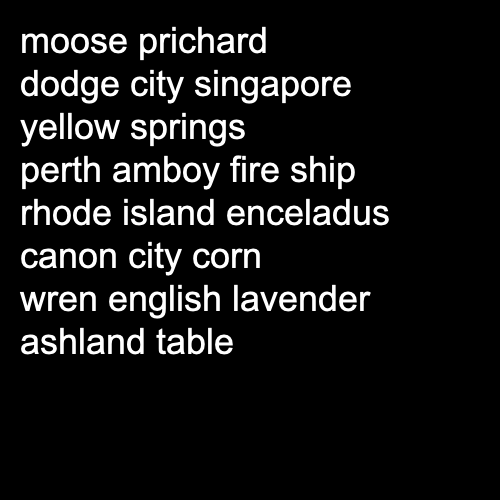 moose prichard
dodge city singapore
yellow springs
perth amboy fire ship
rhode island enceladus
canon city corn
wren english lavender
ashland table